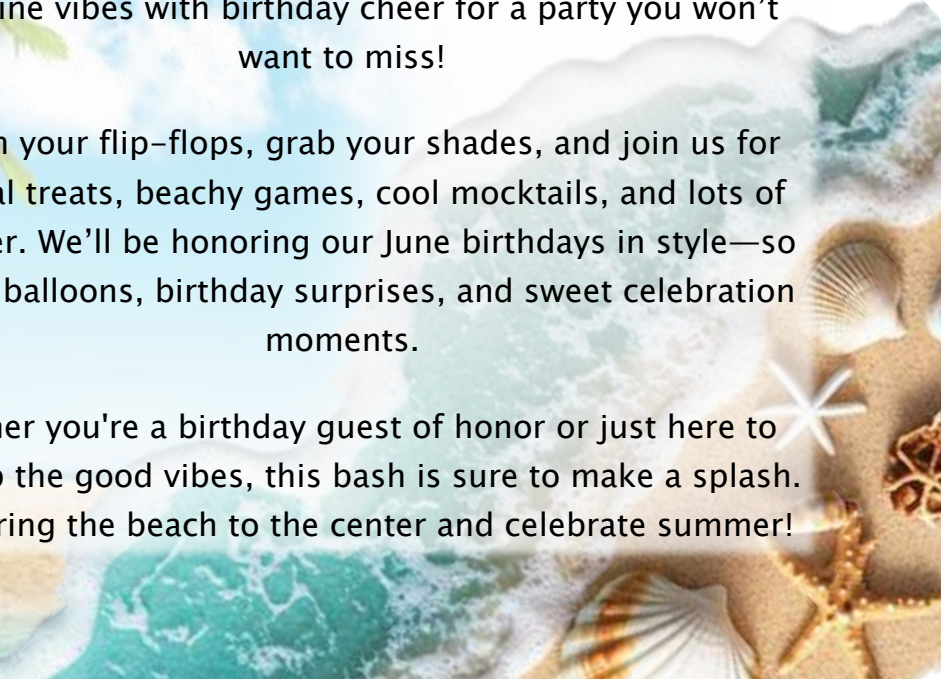 ine vibes with birthday cheer for a party you won't
want to miss!
your flip-flops, grab your shades, and join us for
al treats, beachy games, cool mocktails, and lots of
er. We'll be honoring our June birthdays in style—so
balloons, birthday surprises, and sweet celebration
moments.
her you're a birthday guest of honor or just here to
the good vibes, this bash is sure to make a splash.
ring the beach to the center and celebrate summer!